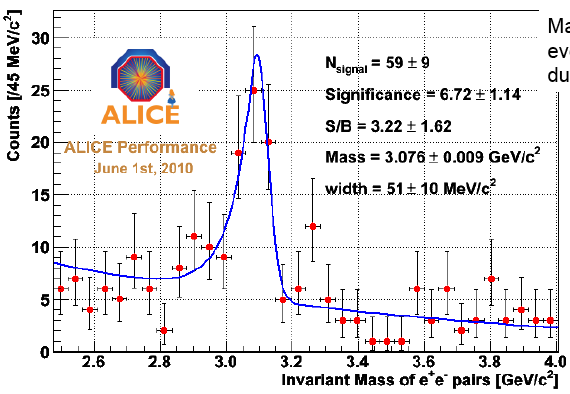 Counts [/45 MeV/c²]
30
25
20
15
10
5
0
ALICE
ALICE Performance
June 1st, 2010
N_signal = 59 ± 9
Significance = 6.72 ± 1.14
S/B = 3.22 ± 1.62
Mass = 3.076 ± 0.009 GeV/c²
width = 51 ± 10 MeV/c²
2.6 2.8 3.0 3.2 3.4 3.6 3.8 4.0
Invariant Mass of e⁺e⁻ pairs [GeV/c²]